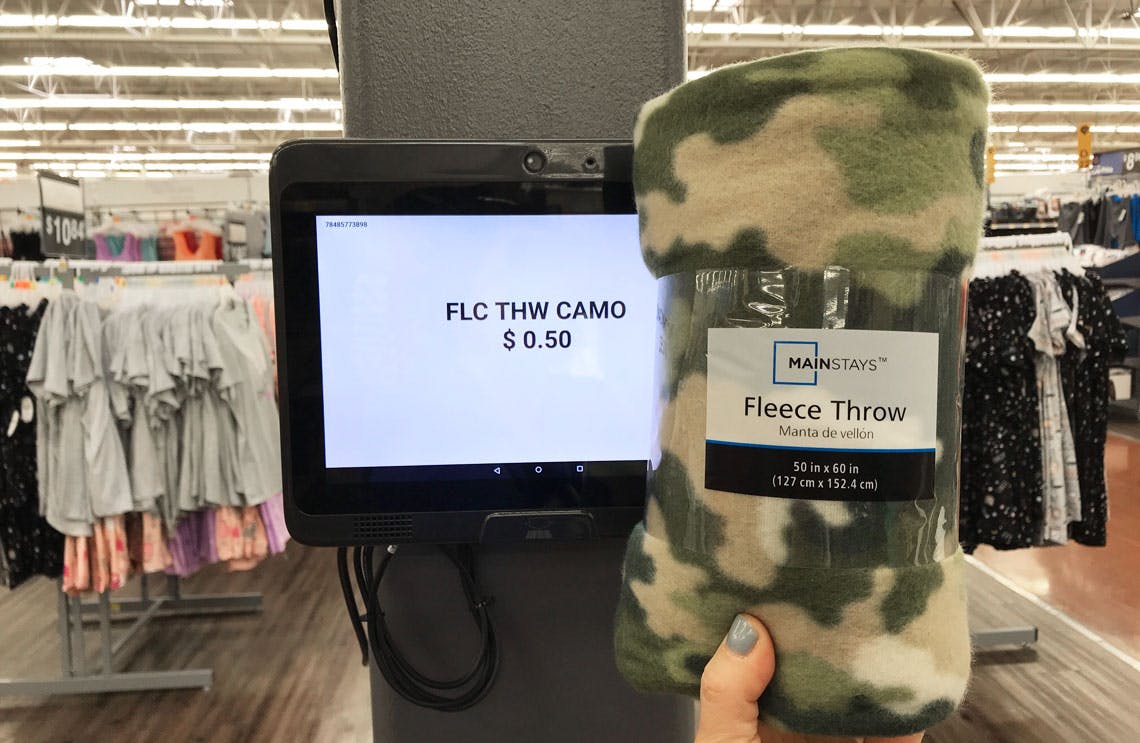 78485773898
FLC THW CAMO
$ 0.50
MAINSTAYS™
Fleece Throw
Manta de vellón
50 in x 60 in
(127 cm x 152.4 cm)
$10